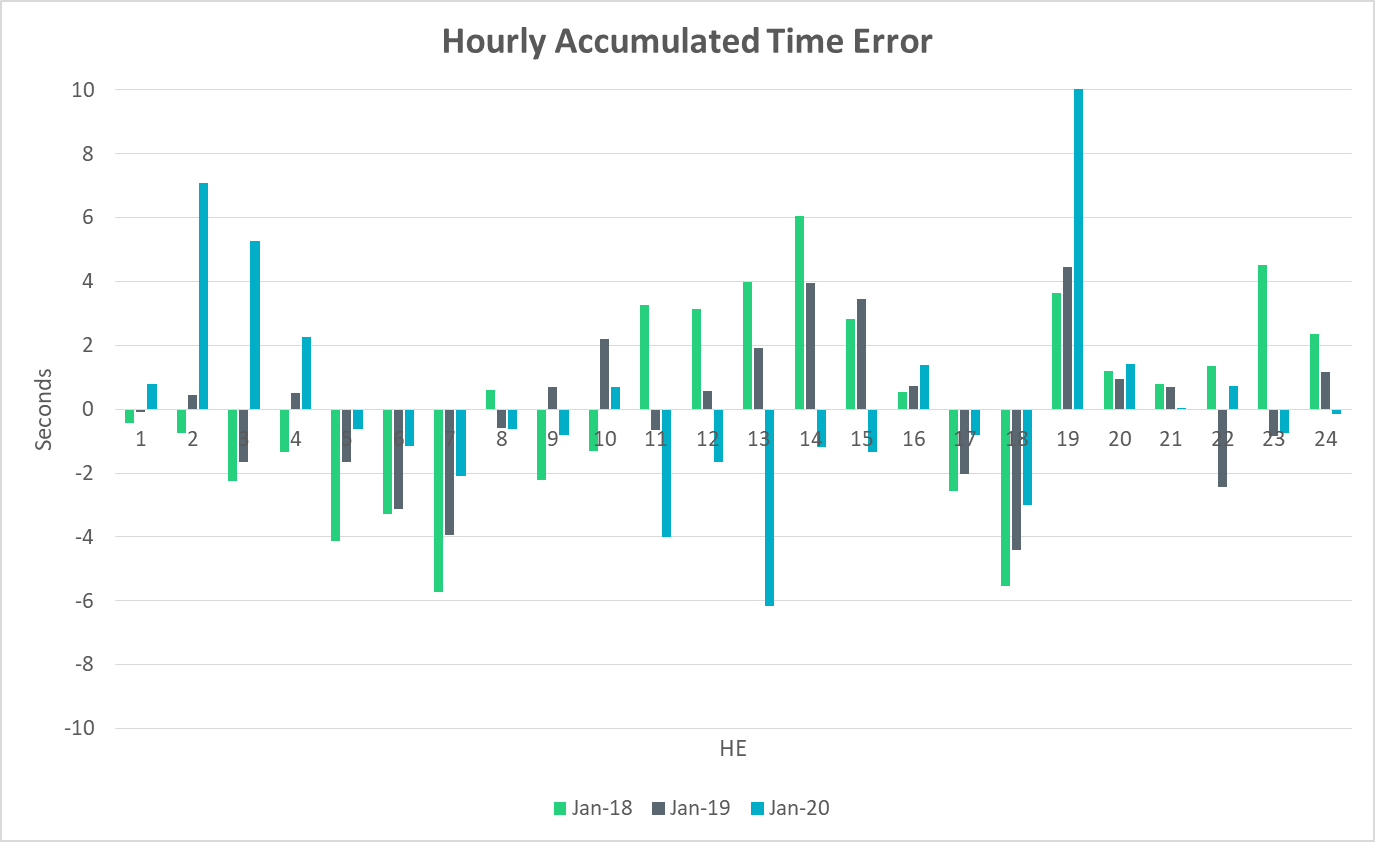 Hourly Accumulated Time Error
10
8
6
4
2
0
-2
-4
-6
-8
-10
Seconds
1 2 3 4 5 6 7 8 9 10 11 12 13 14 15 16 17 18 19 20 21 22 23 24
HE
Jan-18 Jan-19 Jan-20